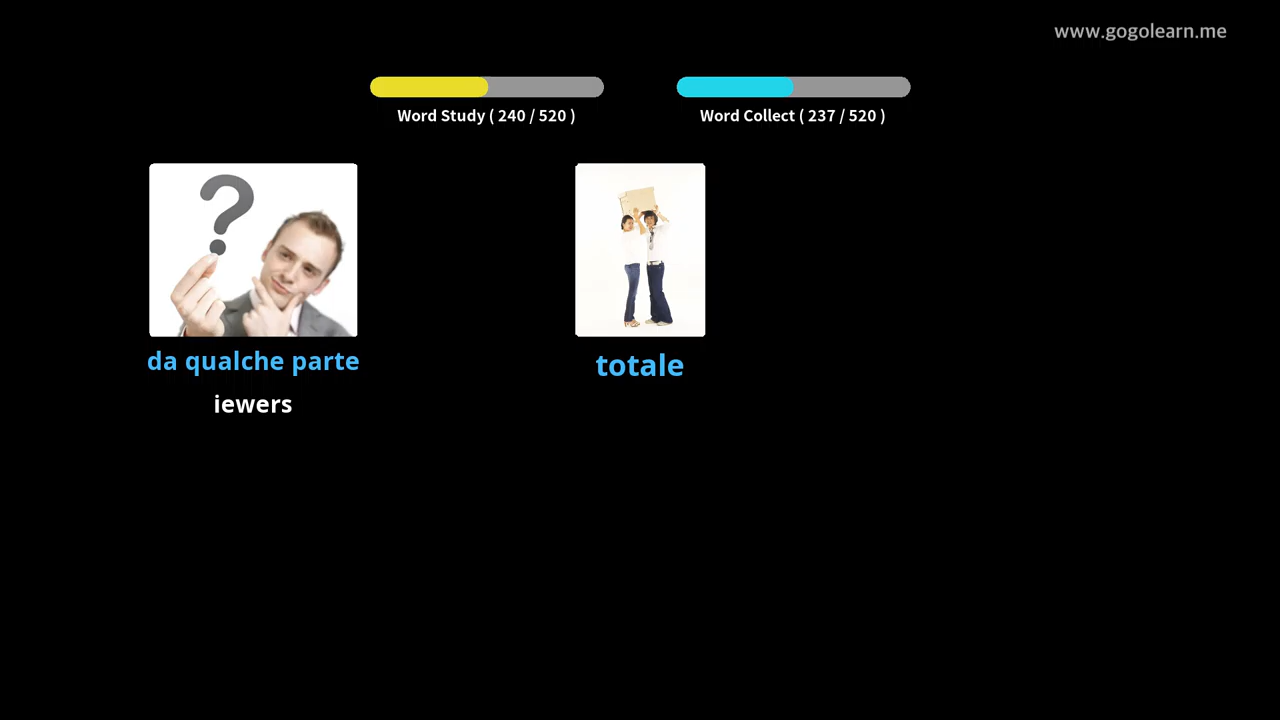 www.gogolearn.me
Word Study ( 240 / 520 )
Word Collect ( 237 / 520 )
da qualche parte
iewers
totale